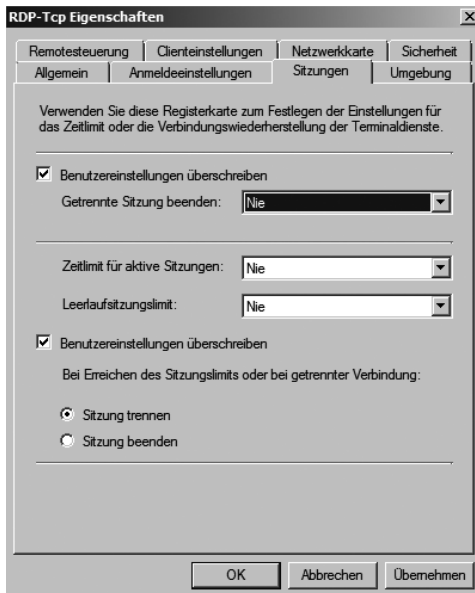 RDP-Tcp Eigenschaften
Remotesteuerung Clienteinstellungen Netzwerkkarte Sicherheit
Allgemein Anmeldeeinstellungen Sitzungen Umgebung
Verwenden Sie diese Registerkarte zum Festlegen der Einstellungen für
das Zeitlimit oder die Verbindungswiederherstellung der Terminaldienste.
Benutzereinstellungen überschreiben
Getrennte Sitzung beenden: Nie
Zeitlimit für aktive Sitzungen: Nie
Leerlaufsitzungslimit: Nie
Benutzereinstellungen überschreiben
Bei Erreichen des Sitzungslimits oder bei getrennter Verbindung:
Sitzung trennen
Sitzung beenden
OK Abbrechen Übernehmen